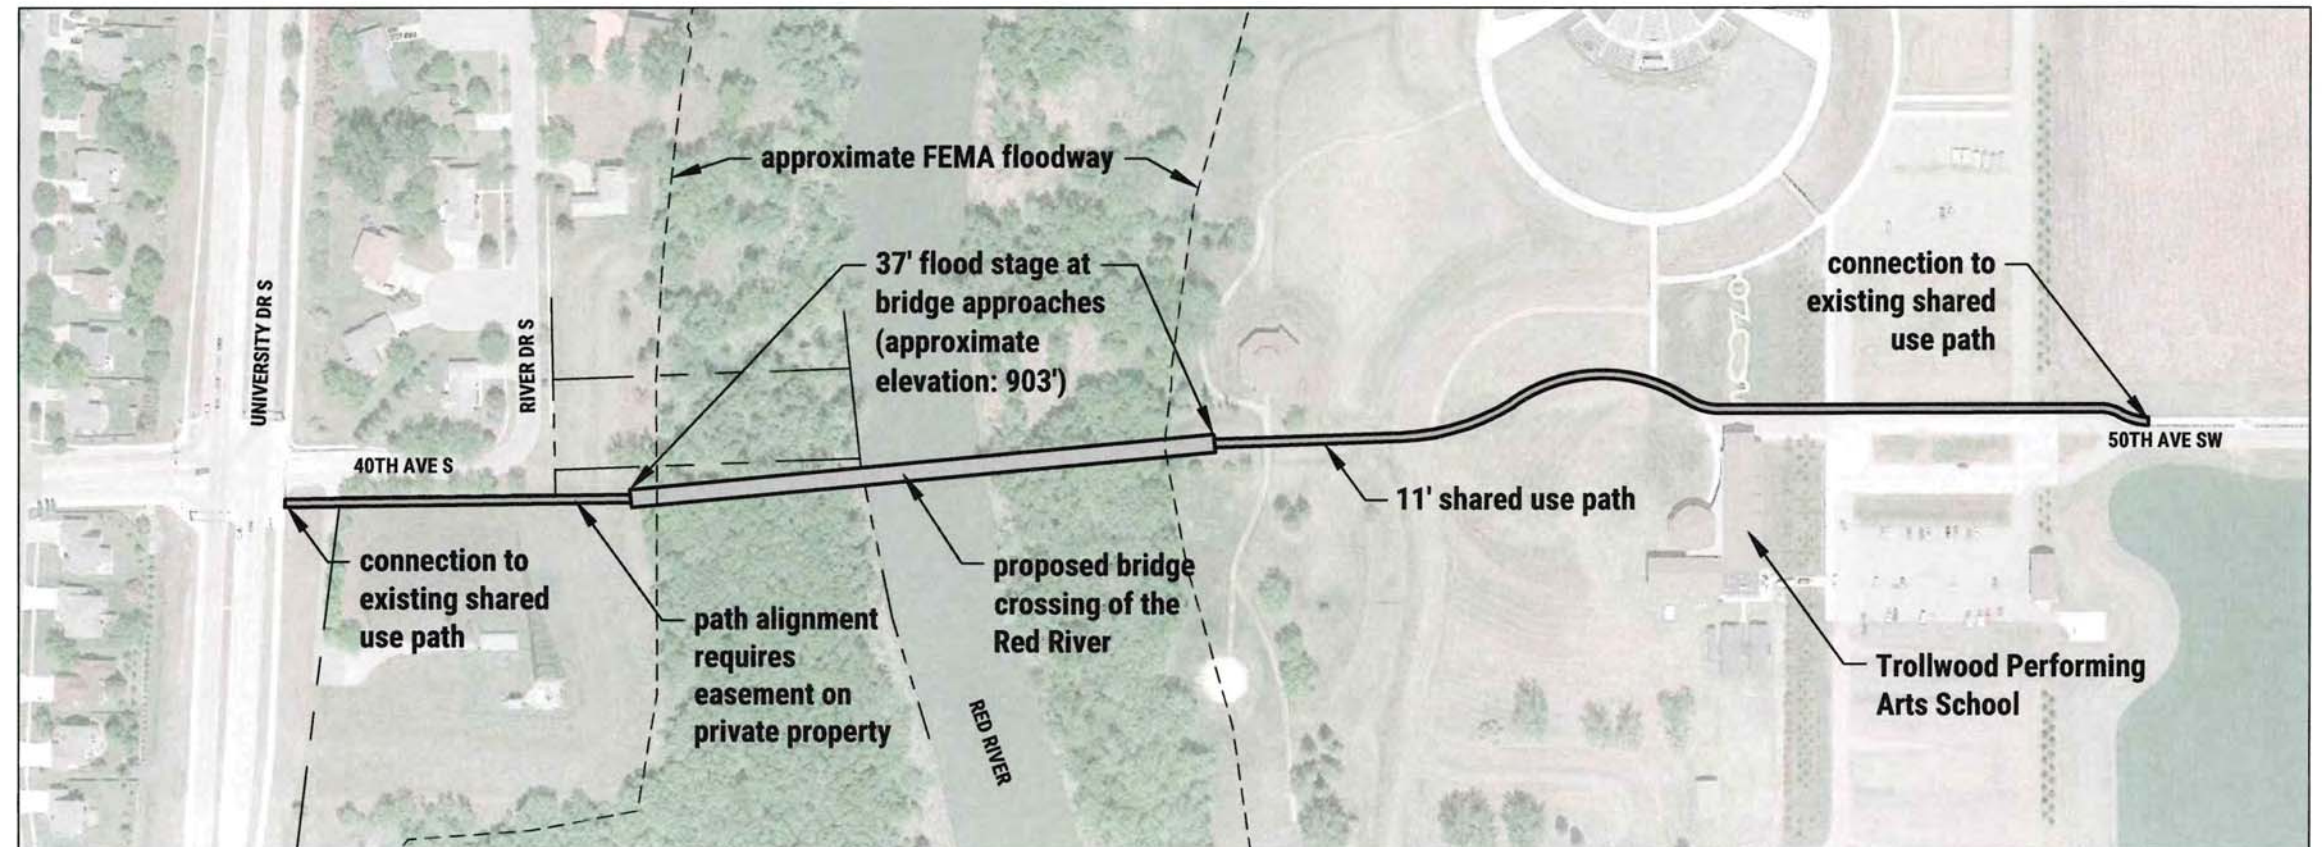 approximate FEMA floodway
37' flood stage at
bridge approaches
(approximate
elevation: 903')
connection to
existing shared
use path
UNIVERSITY DR S
RIVER DR S
40TH AVE S
50TH AVE SW
11' shared use path
connection to
existing shared
use path
path alignment
requires
easement on
private property
proposed bridge
crossing of the
Red River
RED RIVER
Trollwood Performing
Arts School